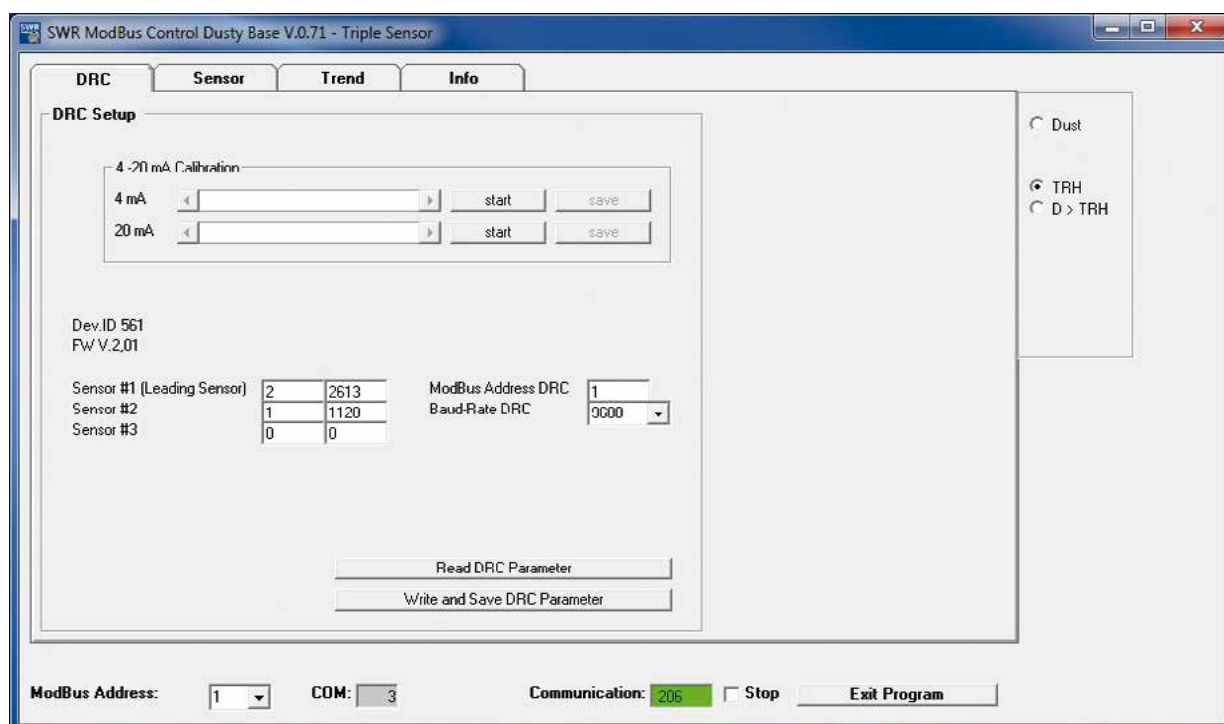 SWR ModBus Control Dusty Base V.0.71 - Triple Sensor
DRC Sensor Trend Info
DRC Setup
Dust
4 -20 mA Calibration
TRH
4 mA start save
D > TRH
20 mA start save
Dev.ID 561
FW V.2,01
Sensor #1 (Leading Sensor) 2 2613 ModBus Address DRC 1
Sensor #2 1 1120 Baud-Rate DRC 9600
Sensor #3 0 0
Read DRC Parameter
Write and Save DRC Parameter
ModBus Address: 1 COM: 3 Communication: 206 Stop Exit Program